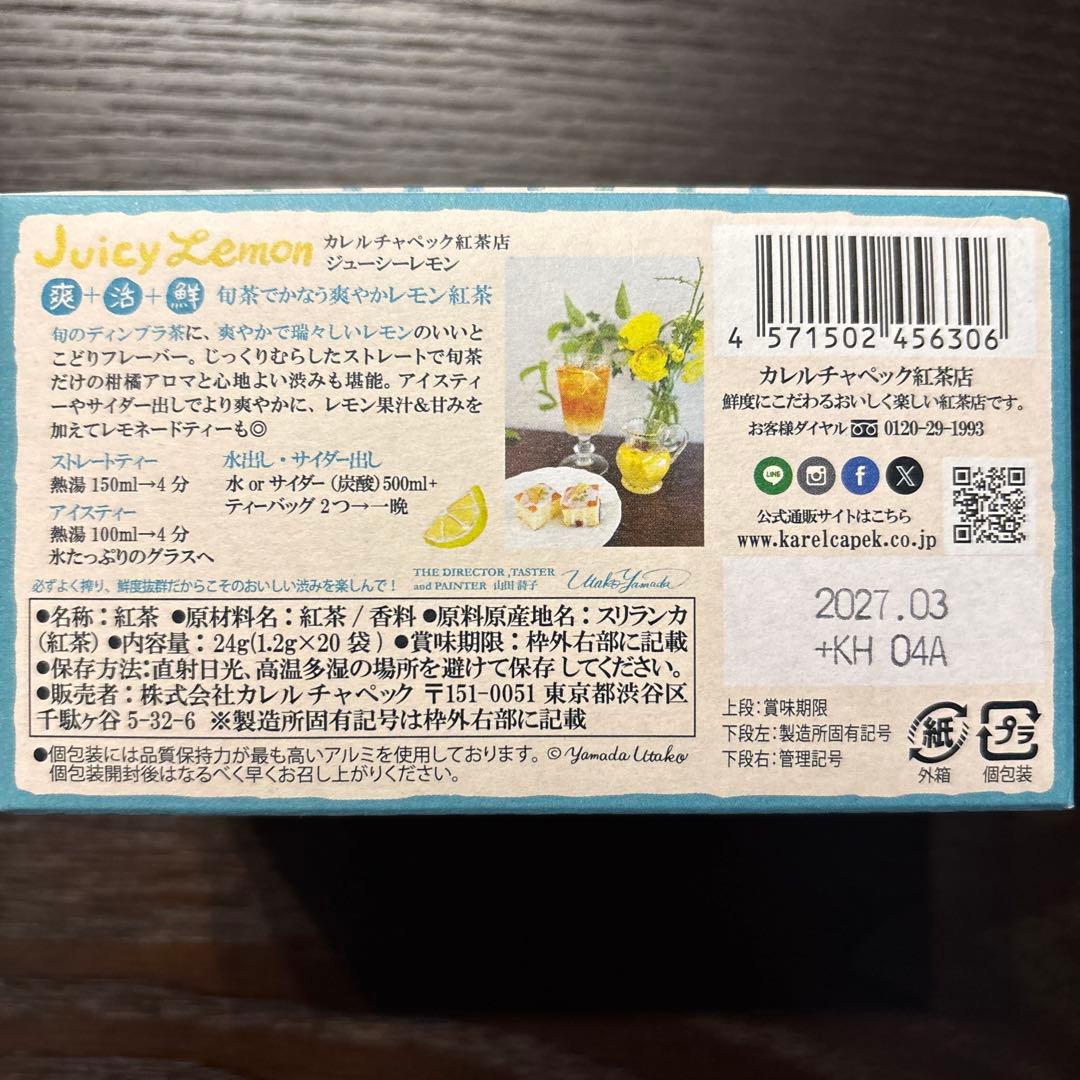 Juicy Lemon
カレルチャペック紅茶店
ジューシーレモン
爽+活+鮮 旬茶でかなう爽やかレモン紅茶
旬のディンブラ茶に、爽やかで瑞々しいレモンのいいと
こどりフレーバー。じっくりむらしたストレートで旬茶
だけの柑橘アロマと心地よい渋みも堪能。アイスティ
ーやサイダー出しでより爽やかに、レモン果汁&甘みを
加えてレモネードティーも◎
ストレートティー
熱湯 150ml→4 分
アイスティー
熱湯 100ml→4 分
氷たっぷりのグラスへ
水出し・サイダー出し
水 or サイダー (炭酸) 500ml+
ティーバッグ 2つ→一晩
必ずよく搾り、鮮度抜群だからこそのおいしい渋みを楽しんで!
THE DIRECTOR ,TASTER
and PAINTER 山田 詩子
Utako Yamada
●名称:紅茶 ●原材料名:紅茶 / 香料 ●原料原産地名:スリランカ
(紅茶) ●内容量:24g(1.2g×20 袋) ●賞味期限:枠外右部に記載
●保存方法:直射日光、高温多湿の場所を避けて保存 してください。
●販売者:株式会社カレル チャペック 〒151-0051 東京都渋谷区
千駄ヶ谷 5-32-6 ※製造所固有記号は枠外右部に記載
●個包装には品質保持力が最も高いアルミを使用しております。 © Yamada Utako
個包装開封後はなるべく早くお召し上がりください。
4 571502 456306
カレルチャペック紅茶店
鮮度にこだわるおいしく楽しい紅茶店です。
お客様ダイヤル 0120-29-1993
LINE
公式通販サイトはこちら
www.karelcapek.co.jp
2027.03
+KH 04A
上段:賞味期限
下段左:製造所固有記号
下段右:管理記号
紙
外箱
プラ
個包装